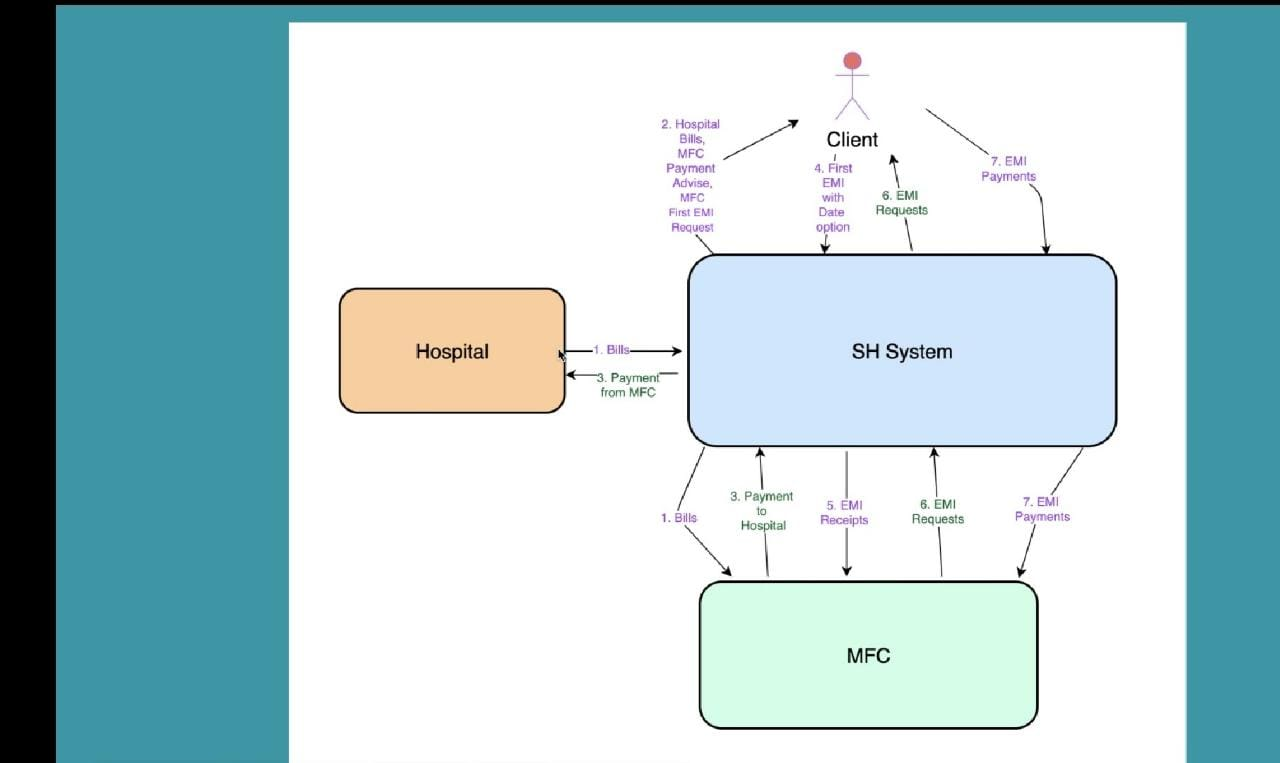 Client
2. Hospital
Bills,
MFC
Payment
Advise,
MFC
First EMI
Request
4. First
EMI
with
Date
option
6. EMI
Requests
7. EMI
Payments
Hospital
1. Bills
3. Payment
from MFC
SH System
1. Bills
3. Payment
to
Hospital
5. EMI
Receipts
6. EMI
Requests
7. EMI
Payments
MFC